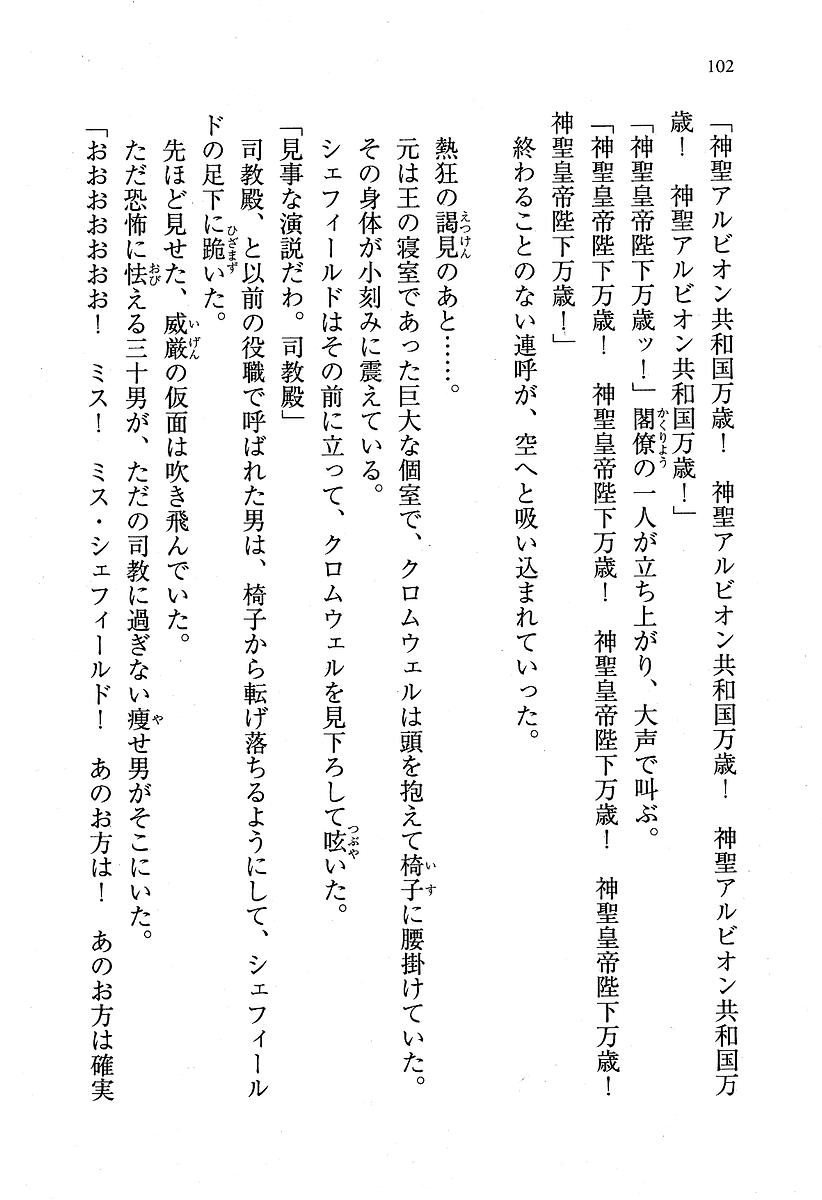 102
「神聖アルビオン共和国万歳！　神聖アルビオン共和国万歳！　神聖アルビオン共和国万
歳！　神聖アルビオン共和国万歳！」
「神聖皇帝陛下万歳ッ！」閣僚の一人が立ち上がり、大声で叫ぶ。
「神聖皇帝陛下万歳！　神聖皇帝陛下万歳！　神聖皇帝陛下万歳！　神聖皇帝陛下万歳！
神聖皇帝陛下万歳！」
　終わることのない連呼が、空へと吸い込まれていった。
　熱狂の謁見のあと……。
　元は王の寝室であった巨大な個室で、クロムウェルは頭を抱えて椅子に腰掛けていた。
　その身体が小刻みに震えている。
　シェフィールドはその前に立って、クロムウェルを見下ろして呟いた。
「見事な演説だわ。司教殿」
　司教殿、と以前の役職で呼ばれた男は、椅子から転げ落ちるようにして、シェフィール
ドの足下に跪いた。
　先ほど見せた、威厳の仮面は吹き飛んでいた。
　ただ恐怖に怯える三十男が、ただの司教に過ぎない痩せ男がそこにいた。
「おおおおおおお！　ミス！　ミス・シェフィールド！　あのお方は！　あのお方は確実